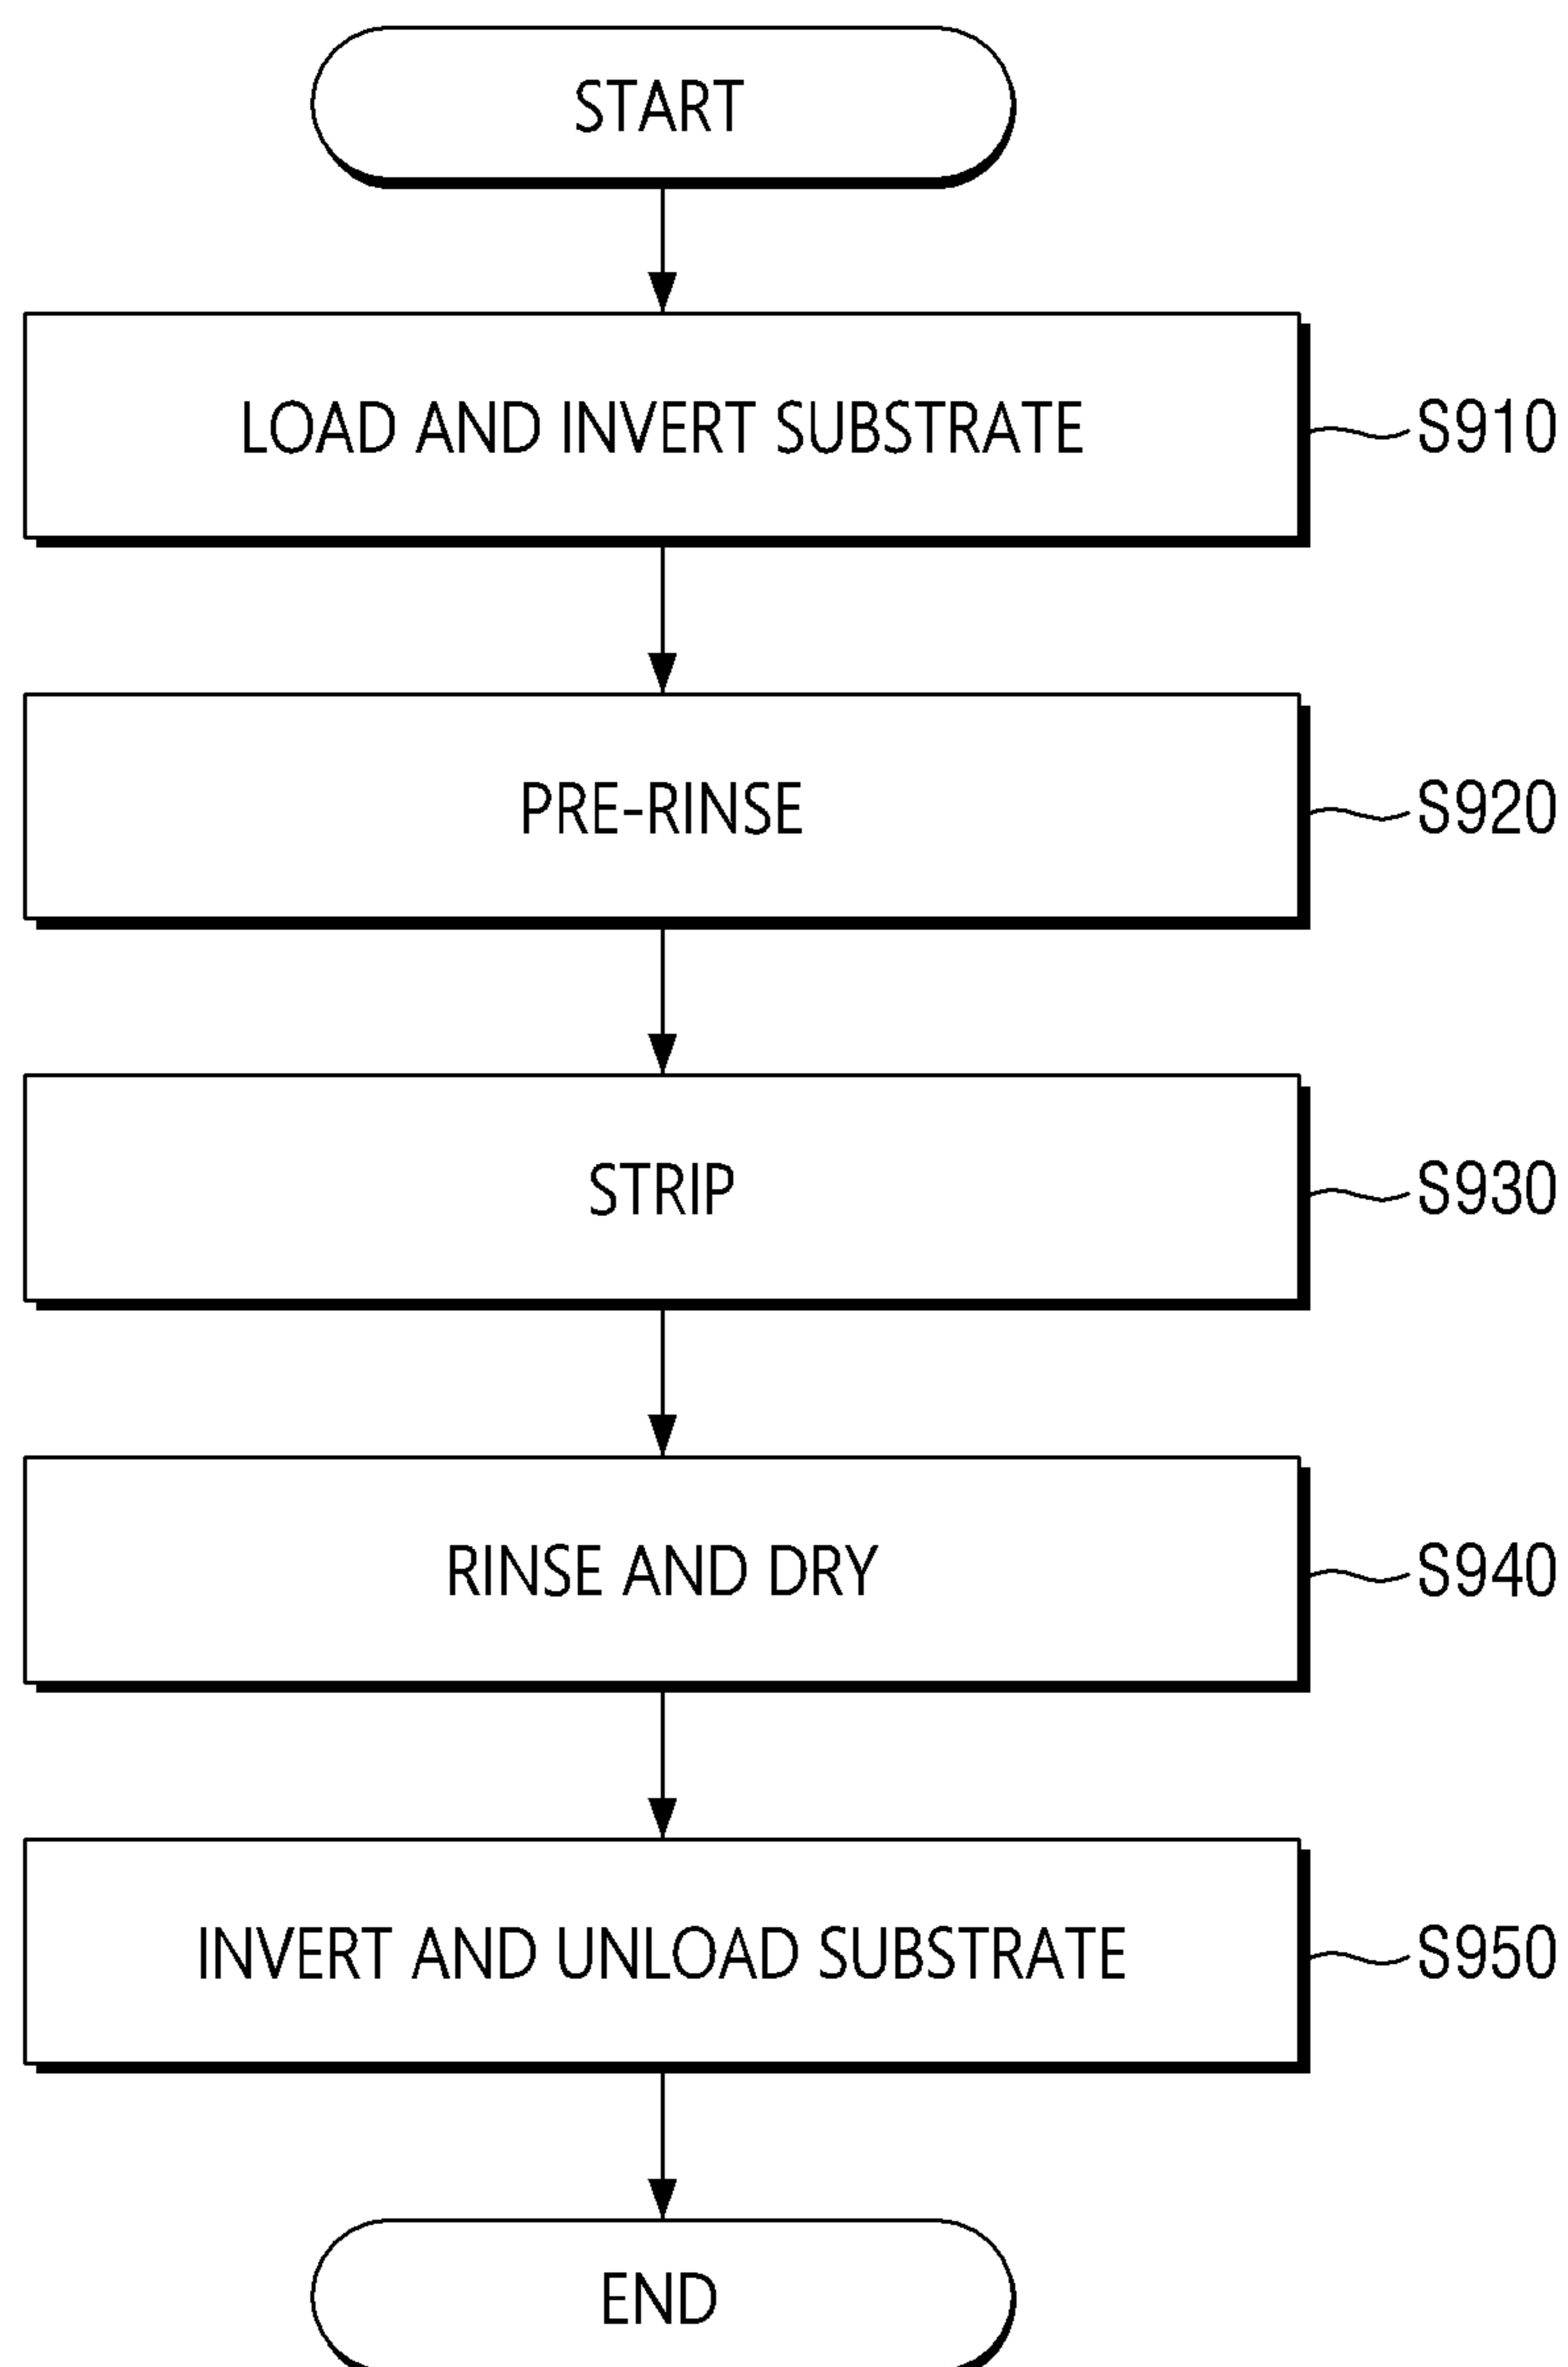 START
LOAD AND INVERT SUBSTRATE S910
PRE-RINSE S920
STRIP S930
RINSE AND DRY S940
INVERT AND UNLOAD SUBSTRATE S950
END